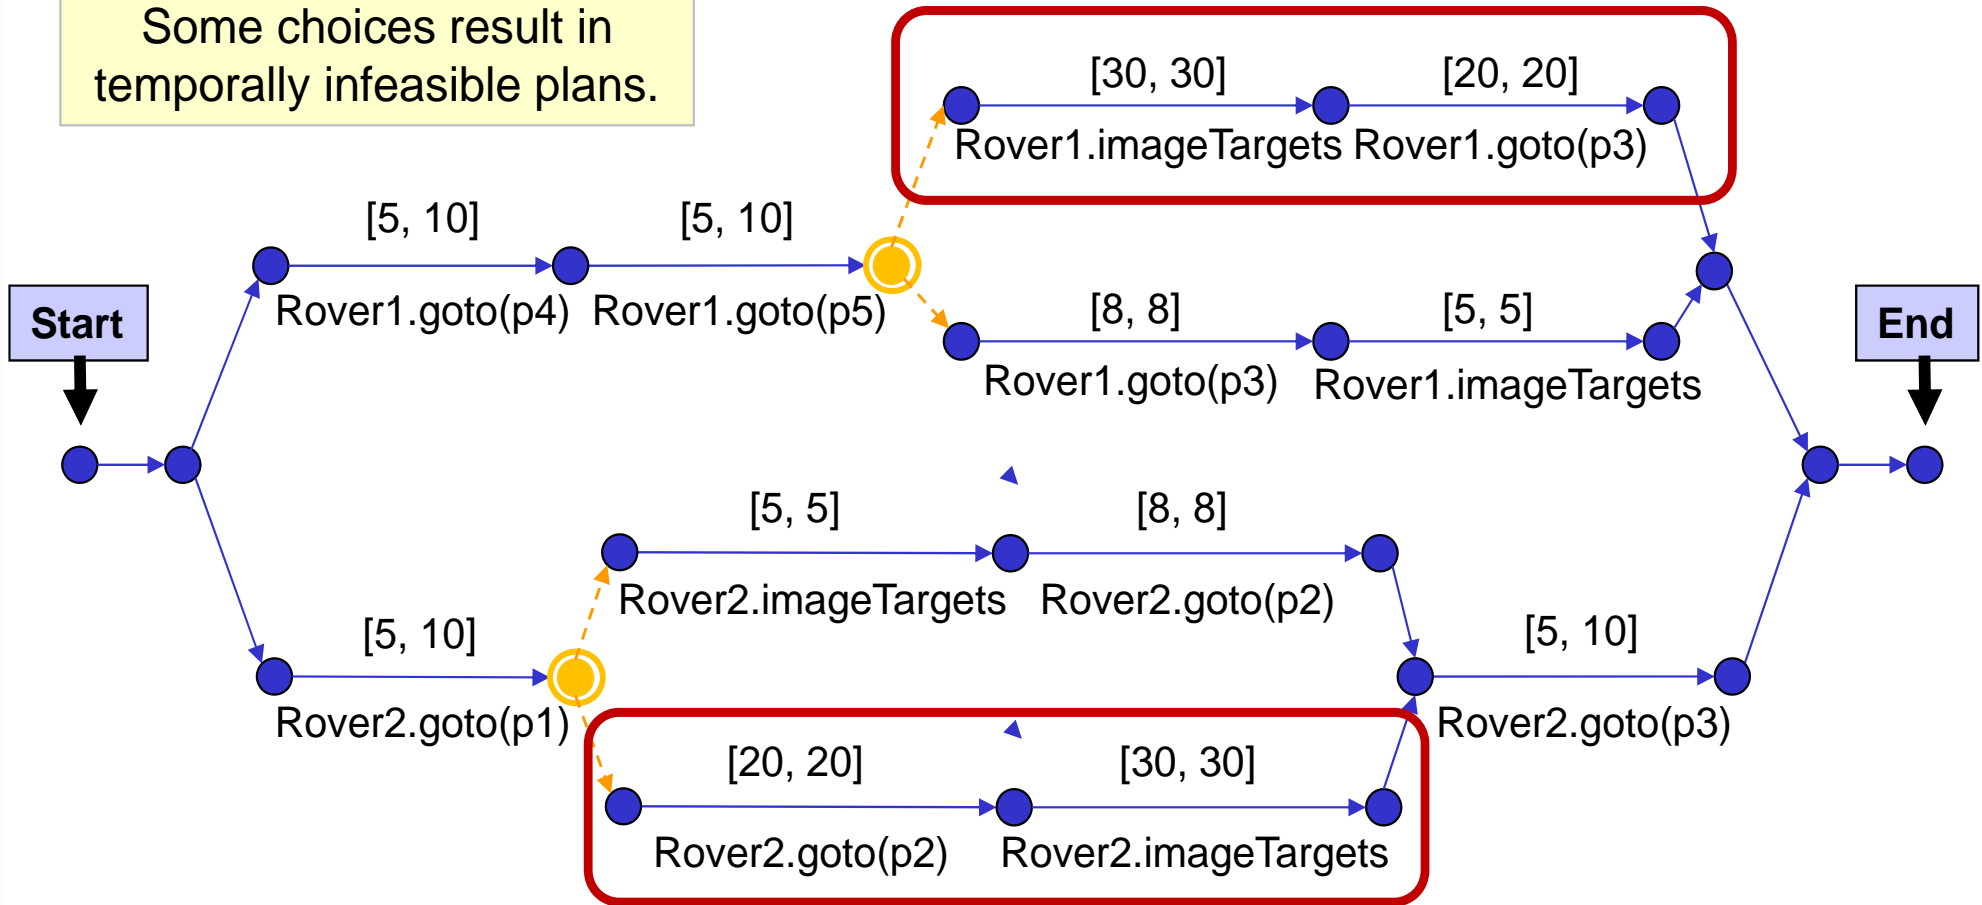 Some choices result in
temporally infeasible plans.
[30, 30] [20, 20]
Rover1.imageTargets Rover1.goto(p3)
[5, 10] [5, 10]
Rover1.goto(p4) Rover1.goto(p5)
[8, 8] [5, 5]
Rover1.goto(p3) Rover1.imageTargets
Start
End
[5, 5] [8, 8]
Rover2.imageTargets Rover2.goto(p2)
[5, 10]
Rover2.goto(p1)
[5, 10]
Rover2.goto(p3)
[20, 20] [30, 30]
Rover2.goto(p2) Rover2.imageTargets